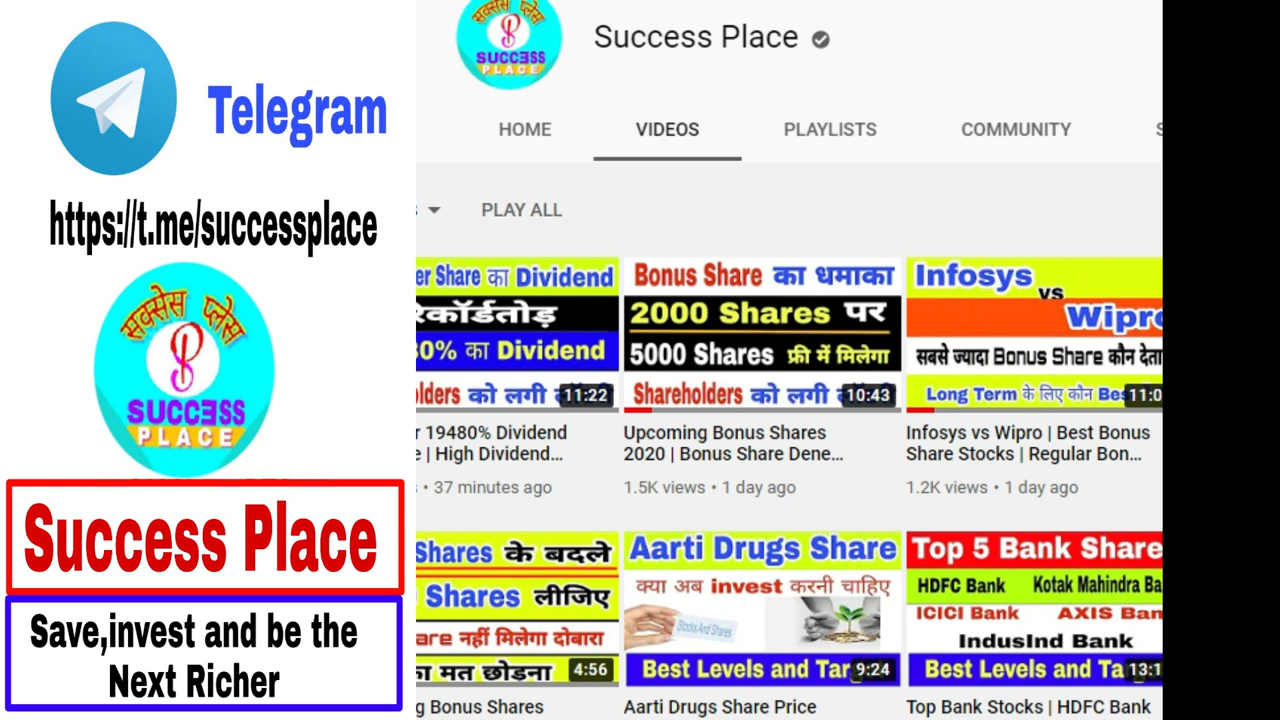 Telegram
https://t.me/successplace
सक्सेस प्लेस
SUCCESS
PLACE
Success Place
Save,invest and be the
Next Richer
सक्सेस प्लेस
SUCCESS
PLACE
Success Place
HOME VIDEOS PLAYLISTS COMMUNITY
PLAY ALL
Share का Dividend
0% का Dividend
को लगी
11:22
19480% Dividend
| High Dividend...
• 37 minutes ago
Bonus Share का धमाका
2000 Shares पर
5000 Shares फ्री में मिलेगा
Shareholders को लगी
10:43
Upcoming Bonus Shares
2020 | Bonus Share Dene...
1.5K views • 1 day ago
Infosys
vs
Wipro
सबसे ज्यादा Bonus Share कौन देता
Long Term के लिए कौन Bes
11:0
Infosys vs Wipro | Best Bonus
Share Stocks | Regular Bon...
1.2K views • 1 day ago
Shares के बदले
Shares लीजिए
are नहीं मिलेगा दोबारा
का मत छोड़ना
4:56
g Bonus Shares
Aarti Drugs Share
क्या अब invest करनी चाहिए
Stocks And Shares
Best Levels and Tar
9:24
Aarti Drugs Share Price
Top 5 Bank Share
HDFC Bank Kotak Mahindra Ba
ICICI Bank AXIS Ban
IndusInd Bank
Best Levels and Ta
13:1
Top Bank Stocks | HDFC Bank